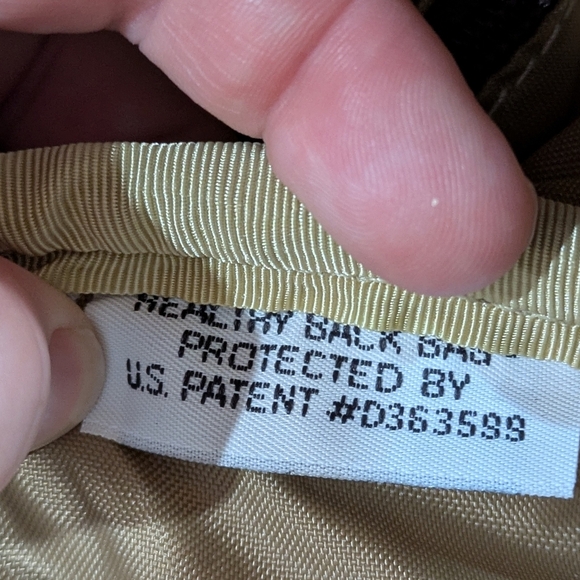 HEALTHY BACK BAG
PROTECTED BY
U.S. PATENT #D363599